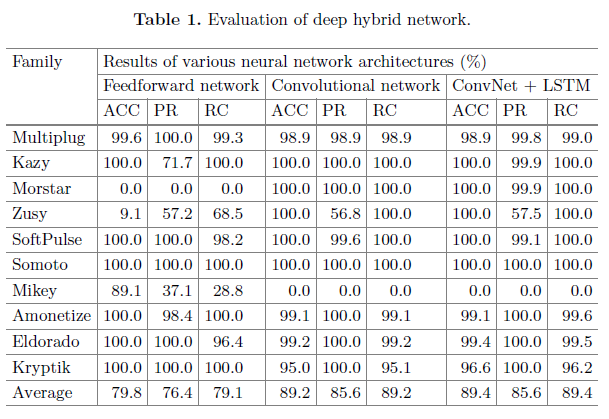 Table 1. Evaluation of deep hybrid network.
Family Results of various neural network architectures (%)
Feedforward network Convolutional network ConvNet + LSTM
ACC PR RC ACC PR RC ACC PR RC
Multiplug 99.6 100.0 99.3 98.9 98.9 98.9 98.9 99.8 99.0
Kazy 100.0 71.7 100.0 100.0 100.0 100.0 100.0 99.9 100.0
Morstar 0.0 0.0 0.0 100.0 100.0 100.0 100.0 99.9 100.0
Zusy 9.1 57.2 68.5 100.0 56.8 100.0 100.0 57.5 100.0
SoftPulse 100.0 100.0 98.2 100.0 99.6 100.0 100.0 99.1 100.0
Somoto 100.0 100.0 100.0 100.0 100.0 100.0 100.0 100.0 100.0
Mikey 89.1 37.1 28.8 0.0 0.0 0.0 0.0 0.0 0.0
Amonetize 100.0 98.4 100.0 99.1 100.0 99.1 99.1 100.0 99.6
Eldorado 100.0 100.0 96.4 99.2 100.0 99.2 99.4 100.0 99.5
Kryptik 100.0 100.0 100.0 95.0 100.0 95.1 96.6 100.0 96.2
Average 79.8 76.4 79.1 89.2 85.6 89.2 89.4 85.6 89.4